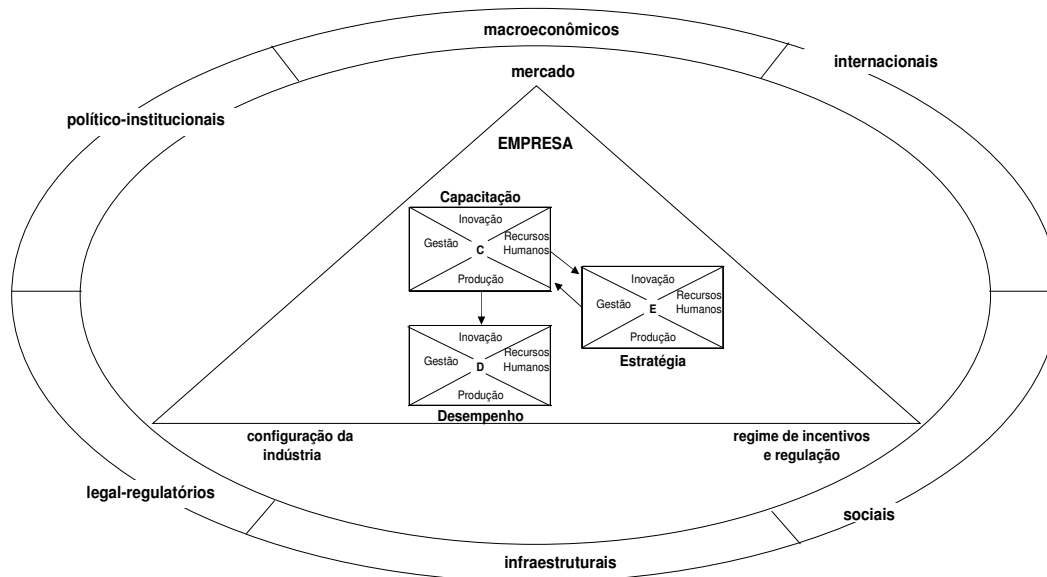 macroeconômicos
internacionais
mercado
político-institucionais
EMPRESA
Capacitação
Inovação
Gestão
C
Recursos
Humanos
Produção
Inovação
Gestão
E
Recursos
Humanos
Produção
Estratégia
Inovação
Gestão
D
Recursos
Humanos
Produção
Desempenho
configuração da
indústria
regime de incentivos
e regulação
legal-regulatórios
sociais
infraestruturais